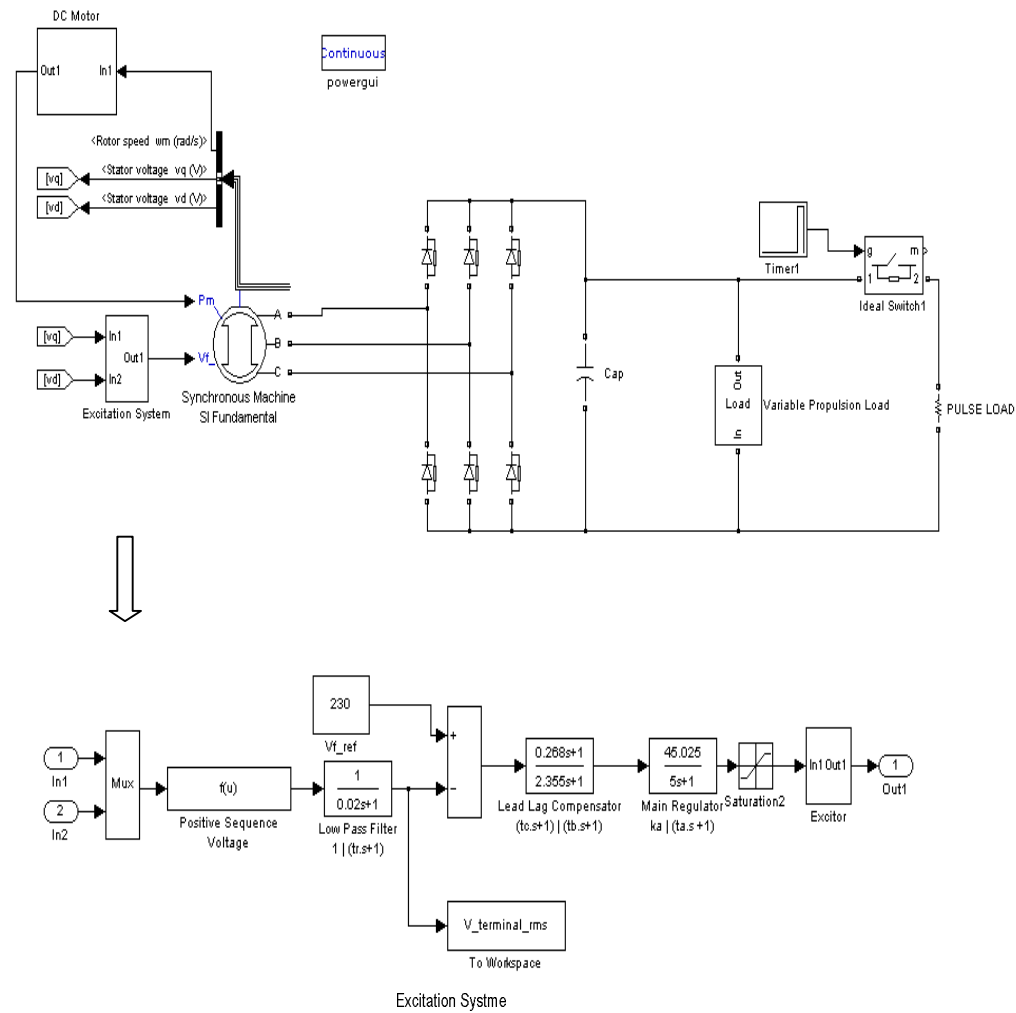 DC Motor
Out1
In1
Continuous
powergui
<Rotor speed wm (rad/s)>
<Stator voltage vq (V)>
[vq]
<Stator voltage vd (V)>
[vd]
Timer1
g
m
1
2
Ideal Switch1
Pm
A
[vq]
In1
B
Out1
Vf_
[vd]
In2
C
Excitation System
Synchronous Machine
SI Fundamental
Cap
Out
Load
In
Variable Propulsion Load
PULSE LOAD
230
Vf_ref
1
In1
2
In2
Mux
f(u)
Positive Sequence
Voltage
1
0.02s+1
Low Pass Filter
1 | (tr.s+1)
+
−
0.268s+1
2.355s+1
Lead Lag Compensator
(tc.s+1) | (tb.s+1)
45.025
5s+1
Main Regulator
ka | (ta.s +1)
Saturation2
In1 Out1
Excitor
1
Out1
V_terminal_rms
To Workspace
Excitation Systme